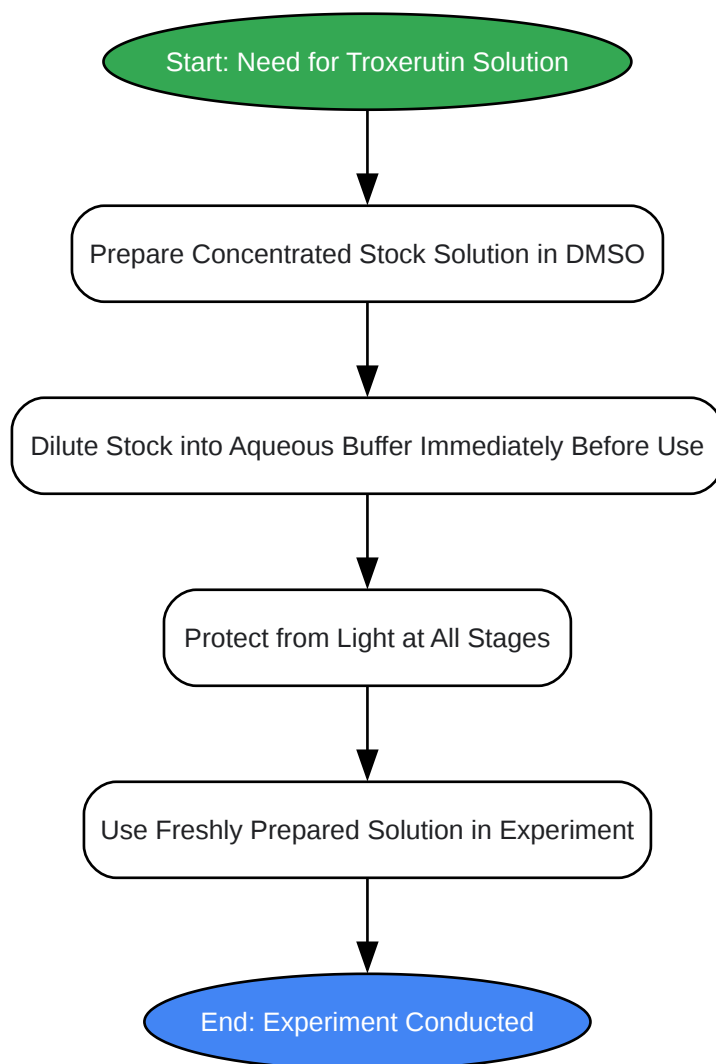 Start: Need for Troxerutin Solution
Prepare Concentrated Stock Solution in DMSO
Dilute Stock into Aqueous Buffer Immediately Before Use
Protect from Light at All Stages
Use Freshly Prepared Solution in Experiment
End: Experiment Conducted